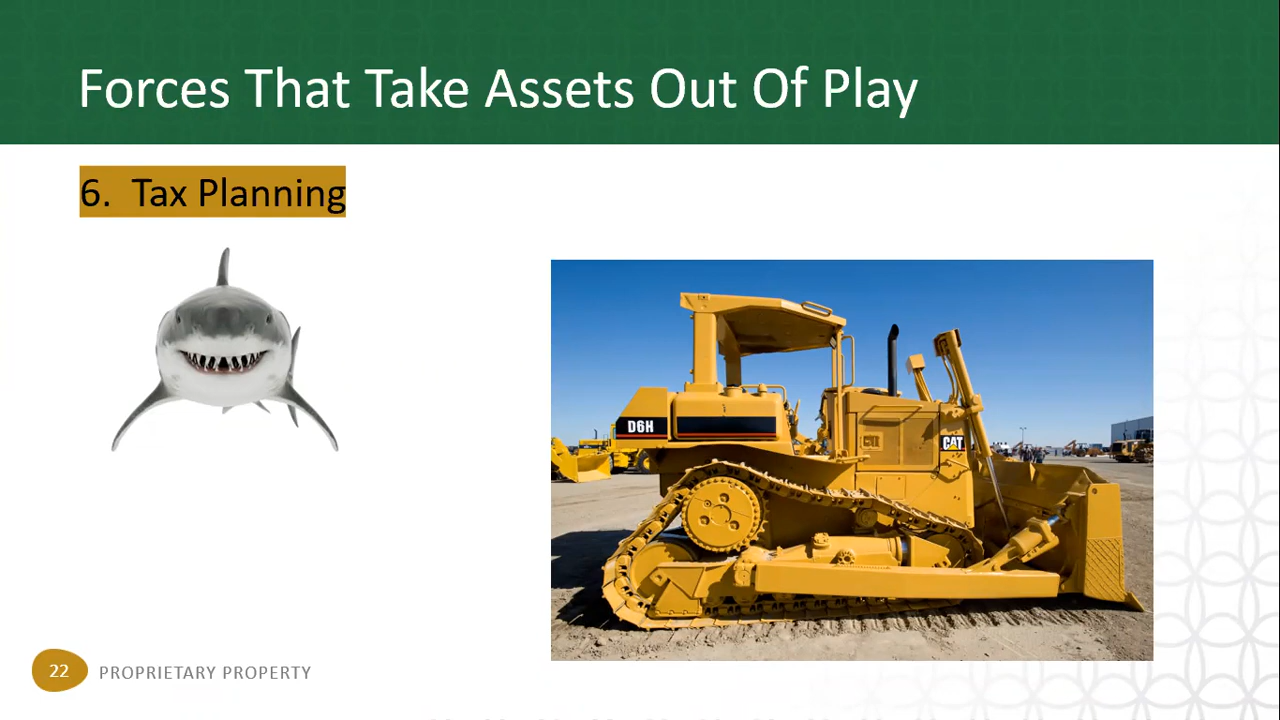 Forces That Take Assets Out Of Play
6. Tax Planning
D6H
CAT
22 PROPRIETARY PROPERTY